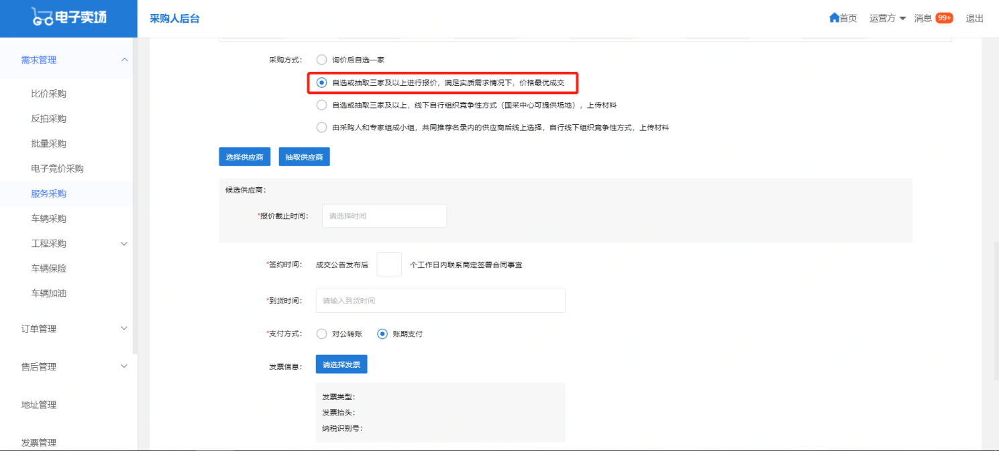 电子卖场
采购人后台
首页 运营方 消息 99+ 退出
需求管理
比价采购
反拍采购
批量采购
电子竞价采购
服务采购
车辆采购
工程采购
车辆保险
车辆加油
订单管理
售后管理
地址管理
发票管理
采购方式：
询价后自选一家
自选或抽取三家及以上进行报价，满足实质需求情况下，价格最优成交
自选或抽取三家及以上，线下自行组织竞争性方式（国采中心可提供场地），上传材料
由采购人和专家组成小组，共同推荐名录内的供应商后线上选择，自行线下组织竞争性方式，上传材料
选择供应商 抽取供应商
候选供应商：
*报价截止时间： 请选择时间
*签约时间： 成交公告发布后 个工作日内联系商定签署合同事宜
*到货时间： 请输入到货时间
*支付方式： 对公转账 账期支付
发票信息： 请选择发票
发票类型：
发票抬头：
纳税识别号：